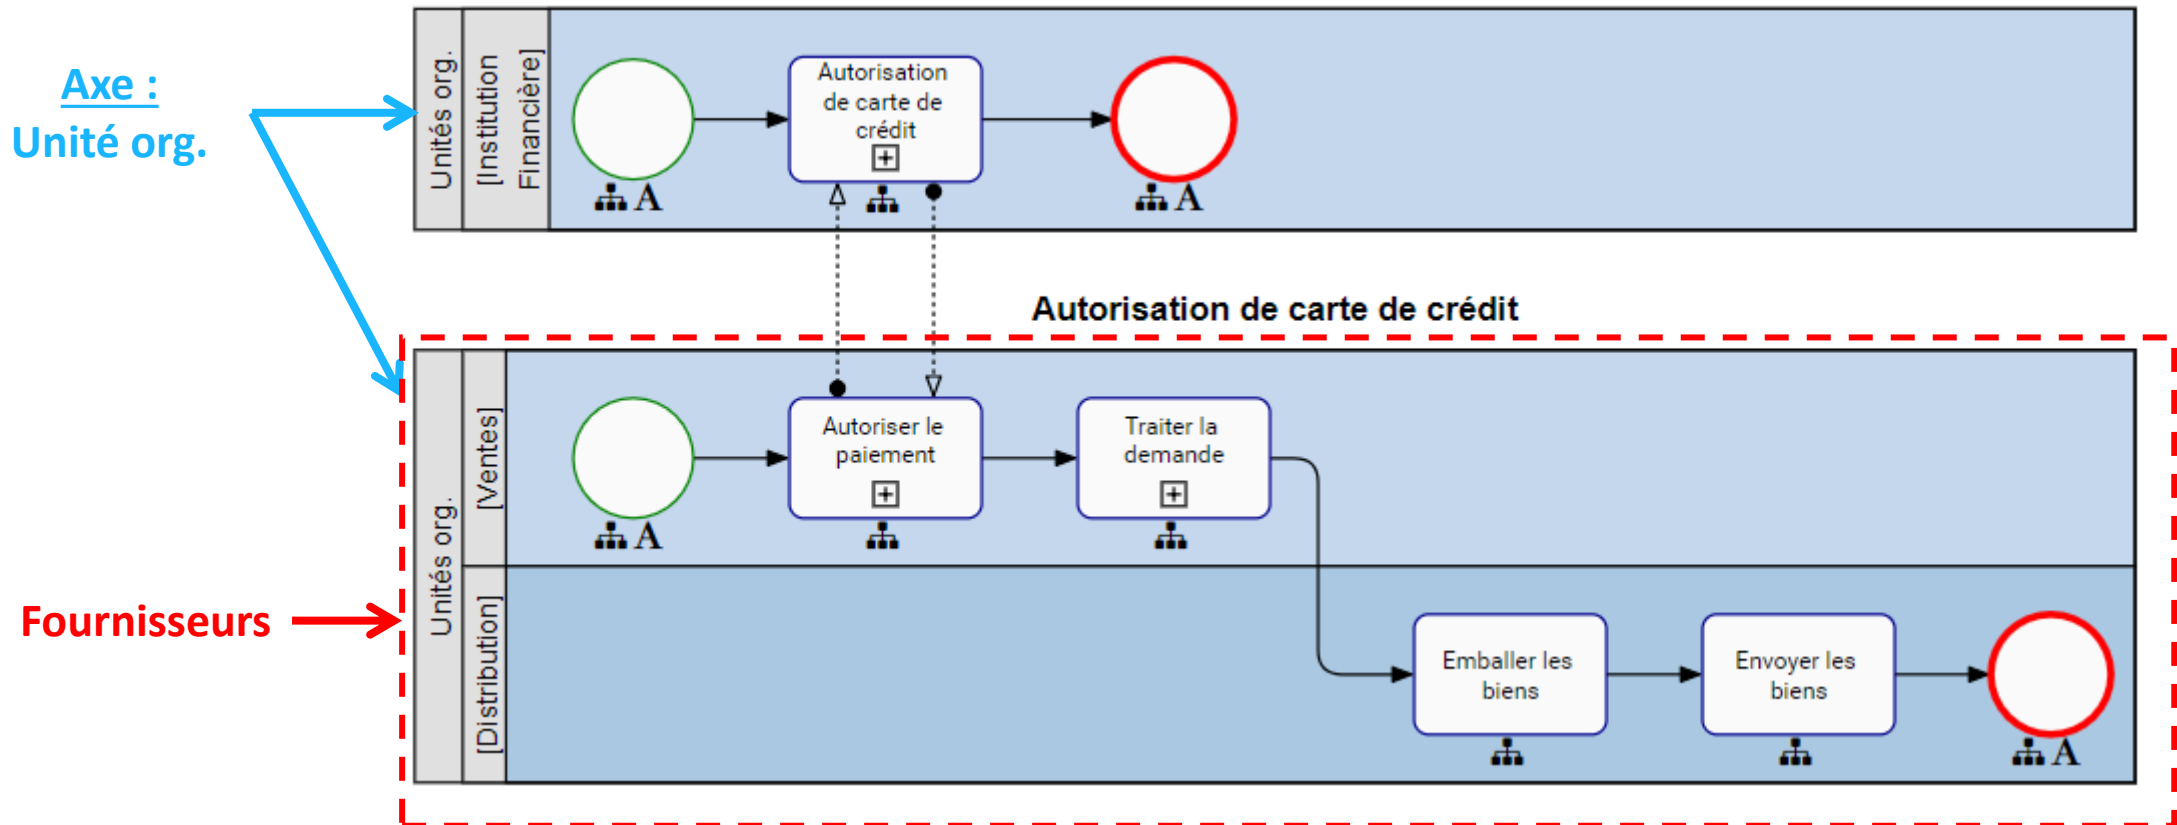 Axe :
Unité org.
Unités org.
[Institution
Financière]
Autorisation
de carte de
crédit
A
A
Autorisation de carte de crédit
Fournisseurs
Unités org.
[Ventes]
Autoriser le
paiement
Traiter la
demande
A
[Distribution]
Emballer les
biens
Envoyer les
biens
A